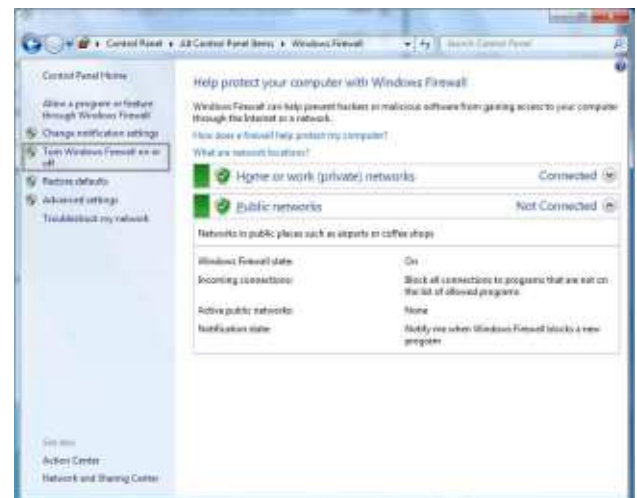 Control Panel ▸ All Control Panel Items ▸ Windows Firewall
Search Control Panel
Control Panel Home
Allow a program or feature
through Windows Firewall
Change notification settings
Turn Windows Firewall on or
off
Restore defaults
Advanced settings
Troubleshoot my network
Help protect your computer with Windows Firewall
Windows Firewall can help prevent hackers or malicious software from gaining access to your computer
through the Internet or a network.
How does a firewall help protect my computer?
What are network locations?
Home or work (private) networks
Connected
Public networks
Not Connected
Networks in public places such as airports or coffee shops
Windows Firewall state:
On
Incoming connections:
Block all connections to programs that are not on
the list of allowed programs
Active public networks:
None
Notification state:
Notify me when Windows Firewall blocks a new
program
See also
Action Center
Network and Sharing Center